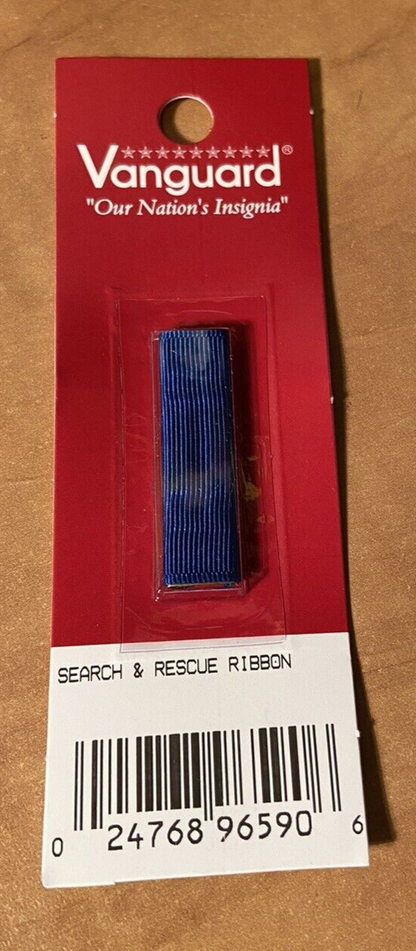 Vanguard®
"Our Nation's Insignia"
SEARCH & RESCUE RIBBON
0 24768 96590 6